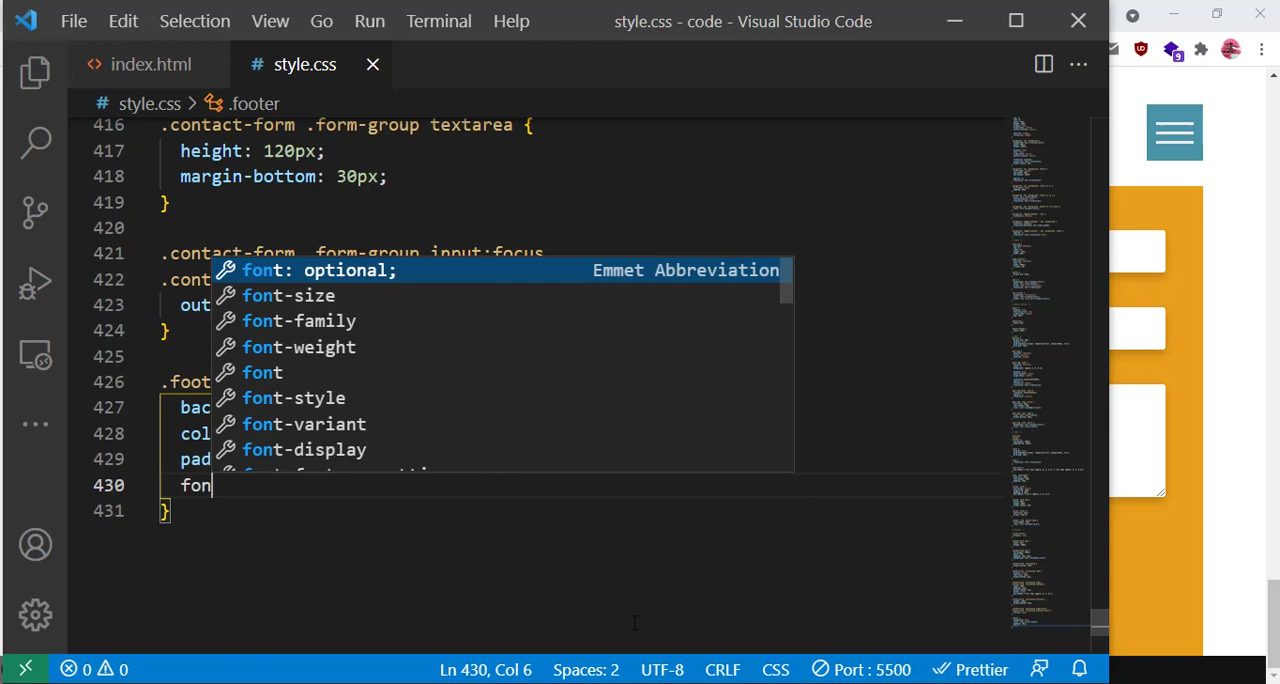 File Edit Selection View Go Run Terminal Help style.css - code - Visual Studio Code
index.html # style.css
# style.css > .footer
416 .contact-form .form-group textarea {
417 height: 120px;
418 margin-bottom: 30px;
419 }
420
421 .contact-form .form-group input:focus
422 .cont
423 out
424 }
425
426 .foot
427 bac
428 col
429 pad
430 fon
431 }
font: optional; Emmet Abbreviation
font-size
font-family
font-weight
font
font-style
font-variant
font-display
9
0 0 Ln 430, Col 6 Spaces: 2 UTF-8 CRLF CSS Port : 5500 Prettier